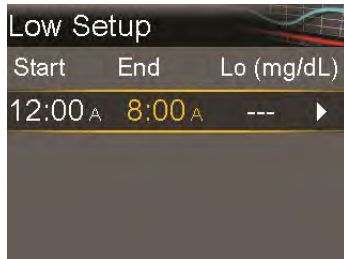 Low Setup
Start End Lo (mg/dL)
12:00 A 8:00 A ---